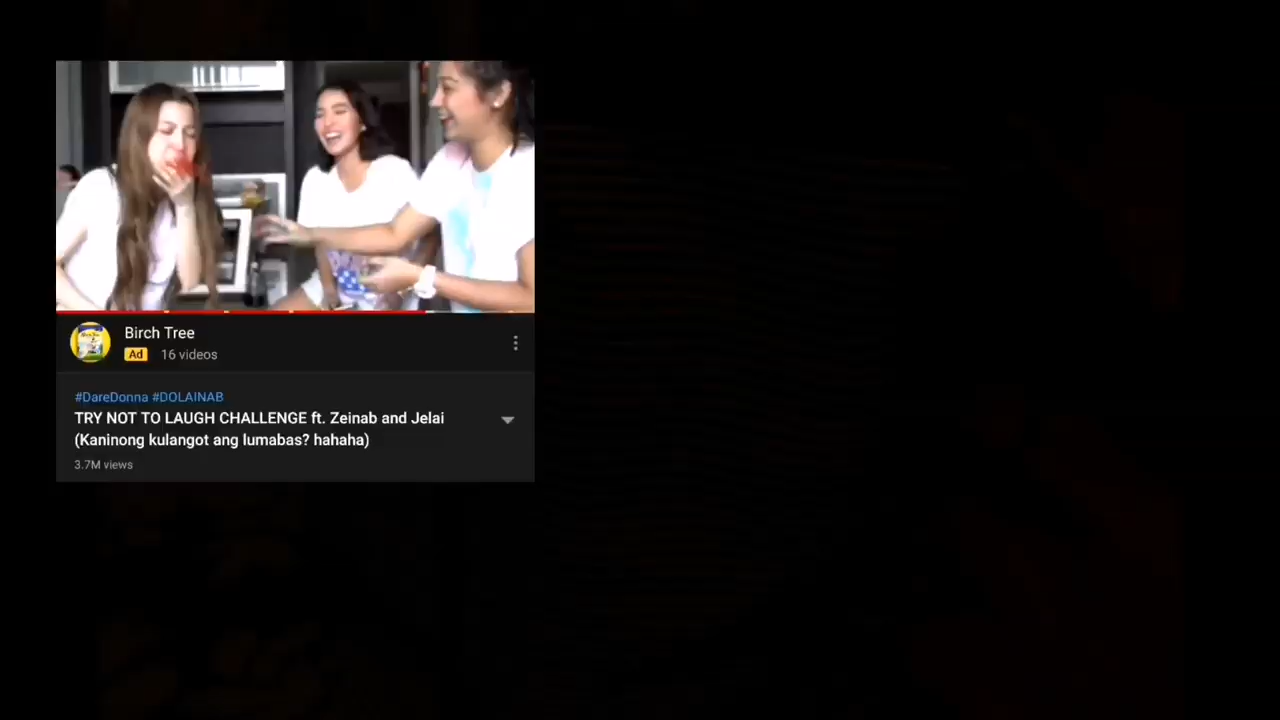 Birch Tree
Ad 16 videos
#DareDonna #DOLAINAB
TRY NOT TO LAUGH CHALLENGE ft. Zeinab and Jelai
(Kaninong kulangot ang lumabas? hahaha)
3.7M views